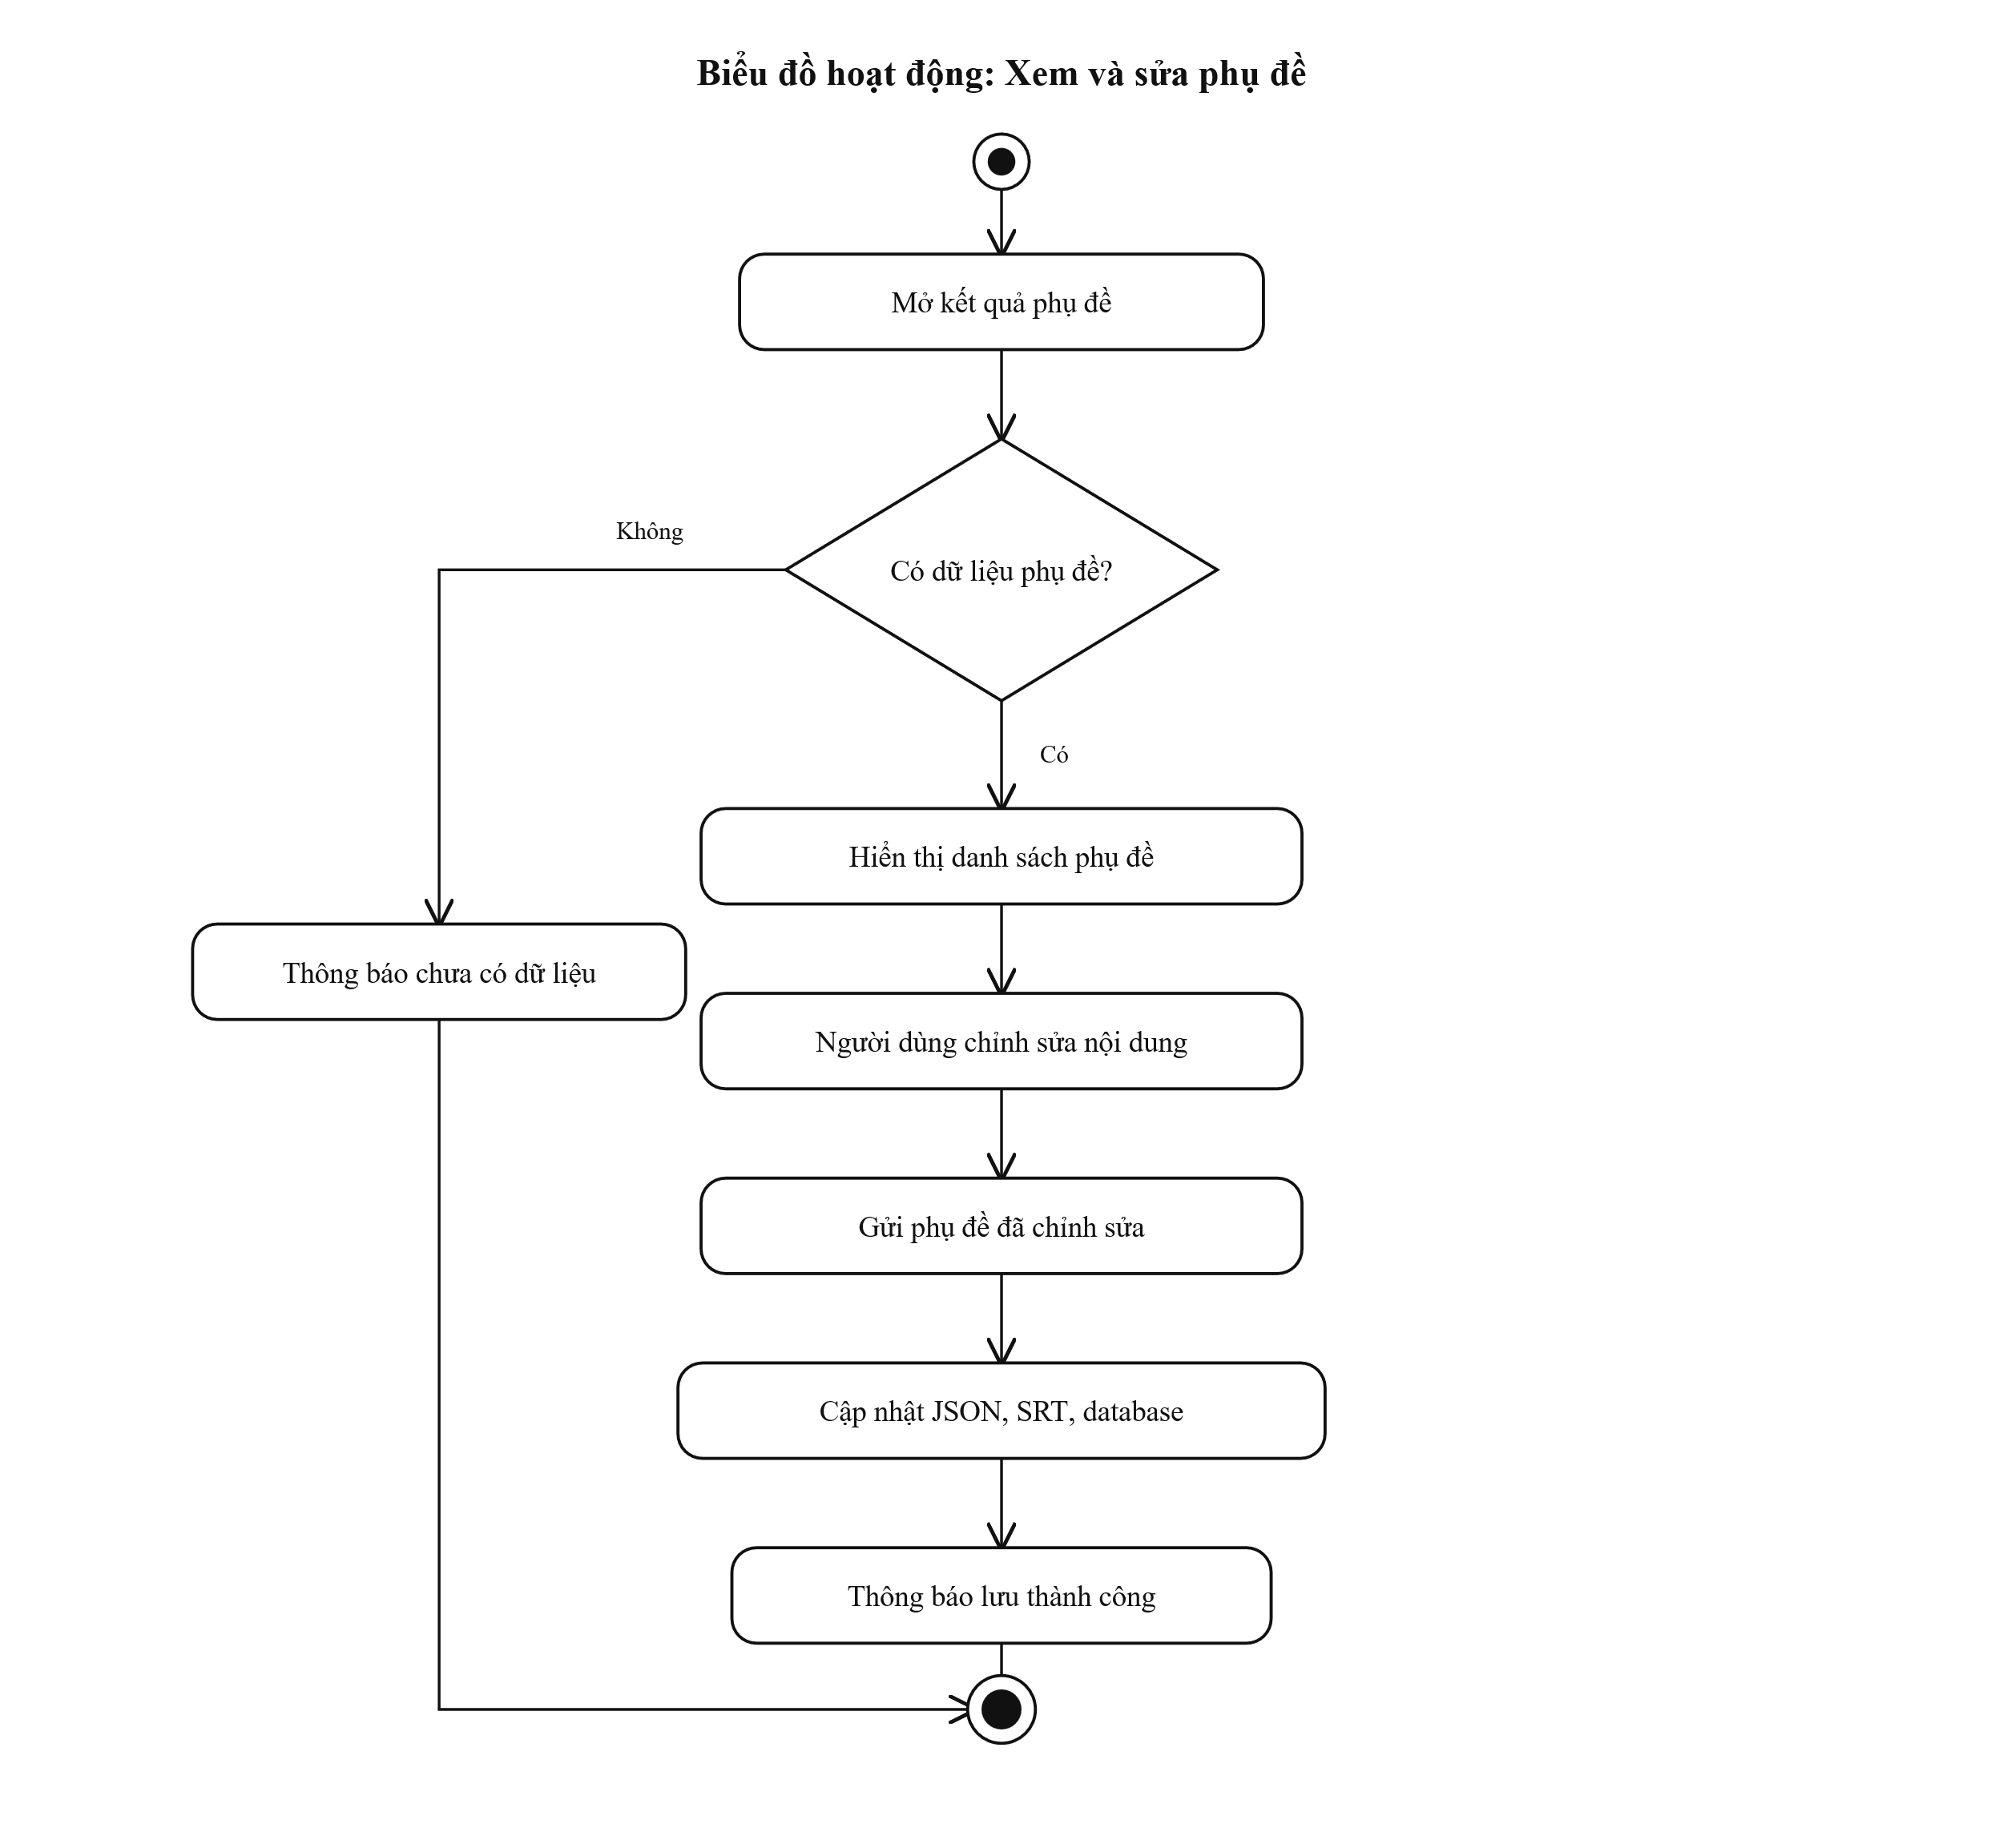 Biểu đồ hoạt động: Xem và sửa phụ đề
Mở kết quả phụ đề
Không
Có dữ liệu phụ đề?
Có
Hiển thị danh sách phụ đề
Thông báo chưa có dữ liệu
Người dùng chỉnh sửa nội dung
Gửi phụ đề đã chỉnh sửa
Cập nhật JSON, SRT, database
Thông báo lưu thành công